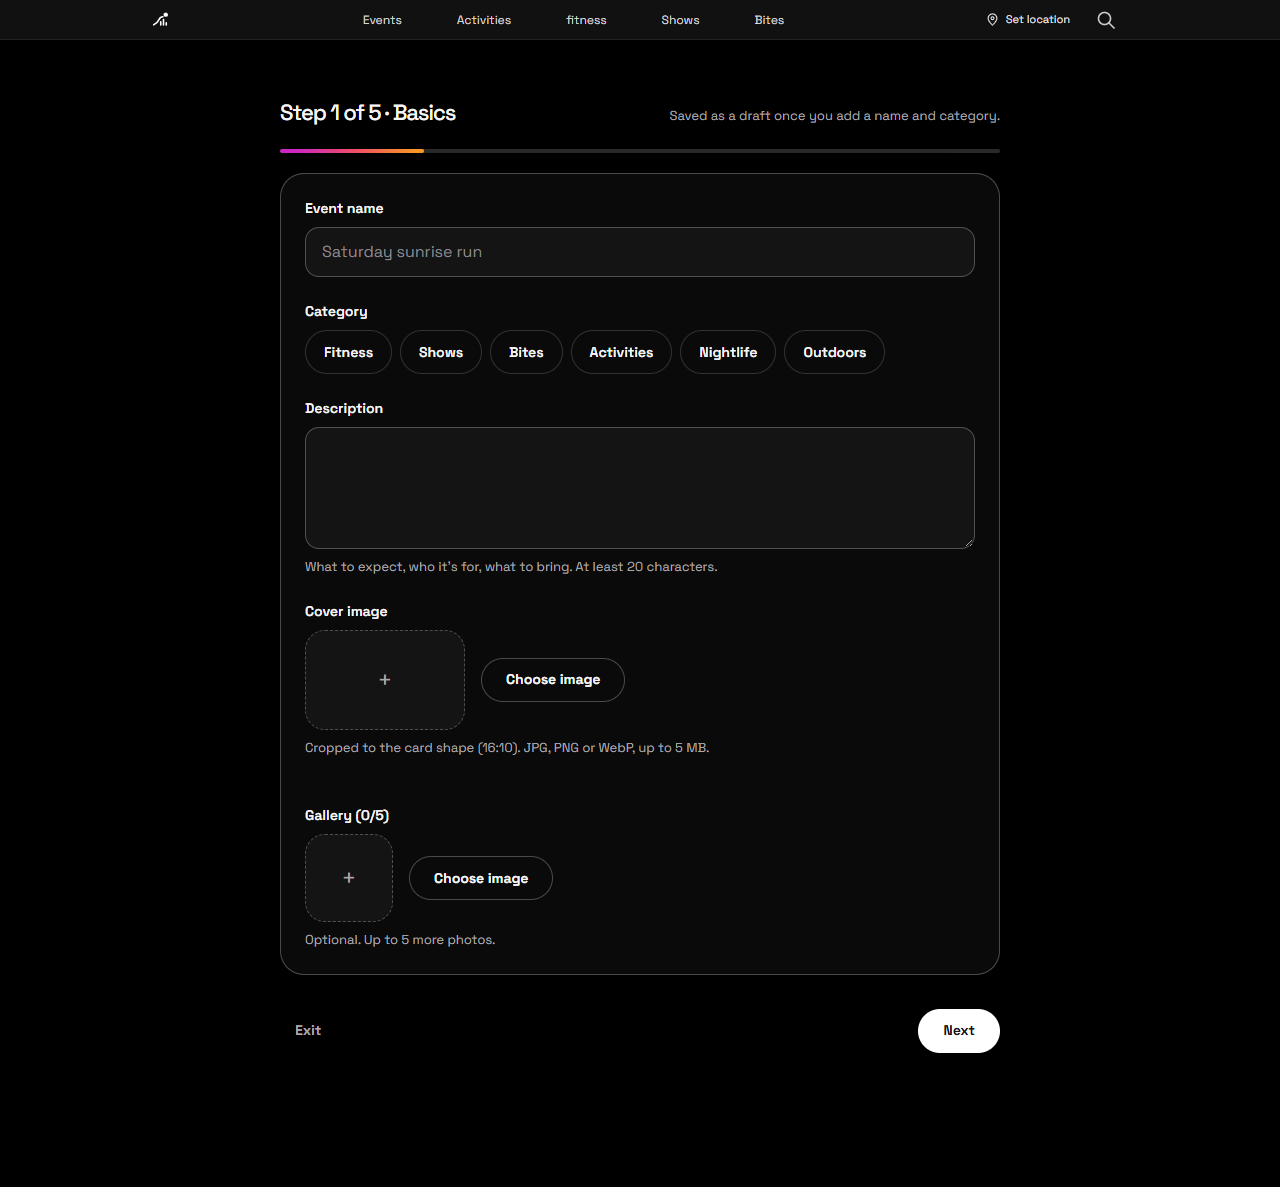 Events Activities fitness Shows Bites Set location
Step 1 of 5 · Basics
Saved as a draft once you add a name and category.
Event name
Saturday sunrise run
Category
Fitness Shows Bites Activities Nightlife Outdoors
Description
What to expect, who it's for, what to bring. At least 20 characters.
Cover image
+ Choose image
Cropped to the card shape (16:10). JPG, PNG or WebP, up to 5 MB.
Gallery (0/5)
+ Choose image
Optional. Up to 5 more photos.
Exit Next